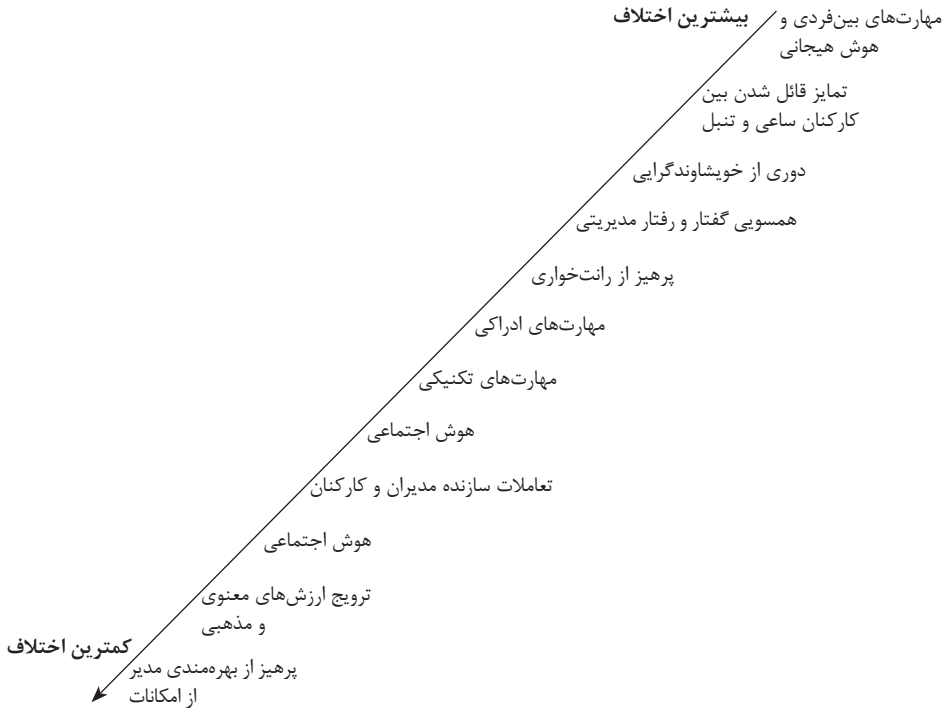 بیشترین اختلاف
مهارت‌های بین‌فردی و
هوش هیجانی
تمایز قائل شدن بین
کارکنان ساعی و تنبل
دوری از خویشاوندگرایی
همسویی گفتار و رفتار مدیریتی
پرهیز از رانت‌خواری
مهارت‌های ادراکی
مهارت‌های تکنیکی
هوش اجتماعی
تعاملات سازنده مدیران و کارکنان
هوش اجتماعی
ترویج ارزش‌های معنوی
و مذهبی
کمترین اختلاف
پرهیز از بهره‌مندی مدیر
از امکانات